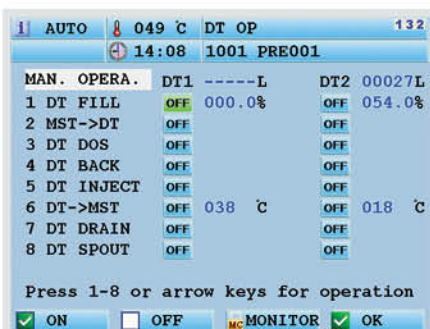 i AUTO 049 ℃ DT OP 132
14:08 1001 PRE001
MAN. OPERA. DT1 -----L DT2 00027L
1 DT FILL OFF 000.0% OFF 054.0%
2 MST->DT OFF OFF
3 DT DOS OFF OFF
4 DT BACK OFF OFF
5 DT INJECT OFF OFF
6 DT->MST OFF 038 ℃ OFF 018 ℃
7 DT DRAIN OFF OFF
8 DT SPOUT OFF OFF
Press 1-8 or arrow keys for operation
ON OFF MC MONITOR OK